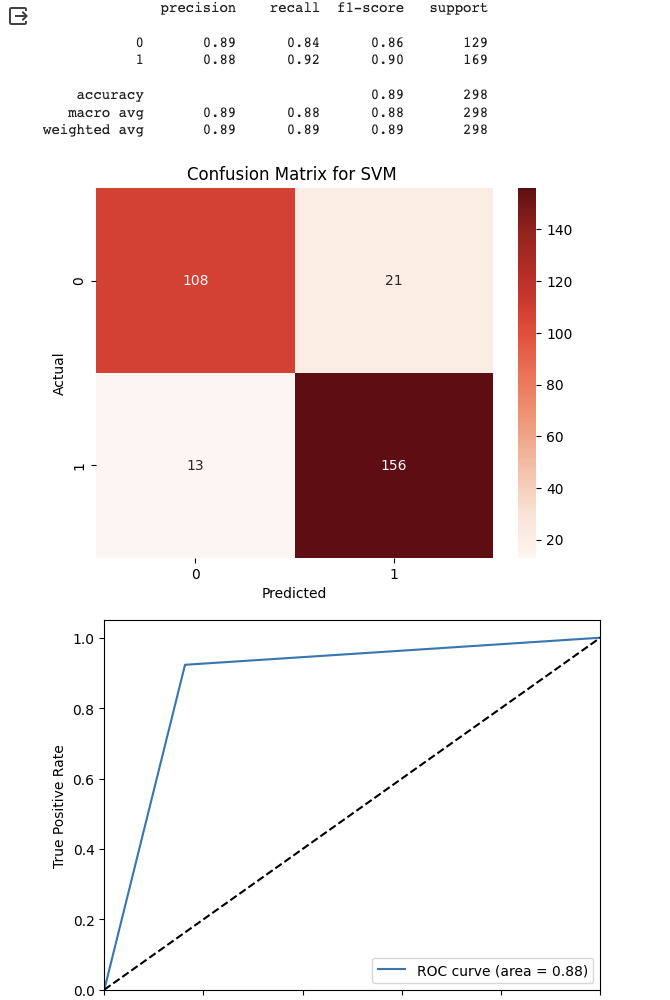 precision recall f1-score support
0 0.89 0.84 0.86 129
1 0.88 0.92 0.90 169
accuracy 0.89 298
macro avg 0.89 0.88 0.88 298
weighted avg 0.89 0.89 0.89 298
Confusion Matrix for SVM
108 21
13 156
0
1
Actual
0 1
Predicted
140
120
100
80
60
40
20
1.0
0.8
0.6
0.4
0.2
0.0
True Positive Rate
ROC curve (area = 0.88)